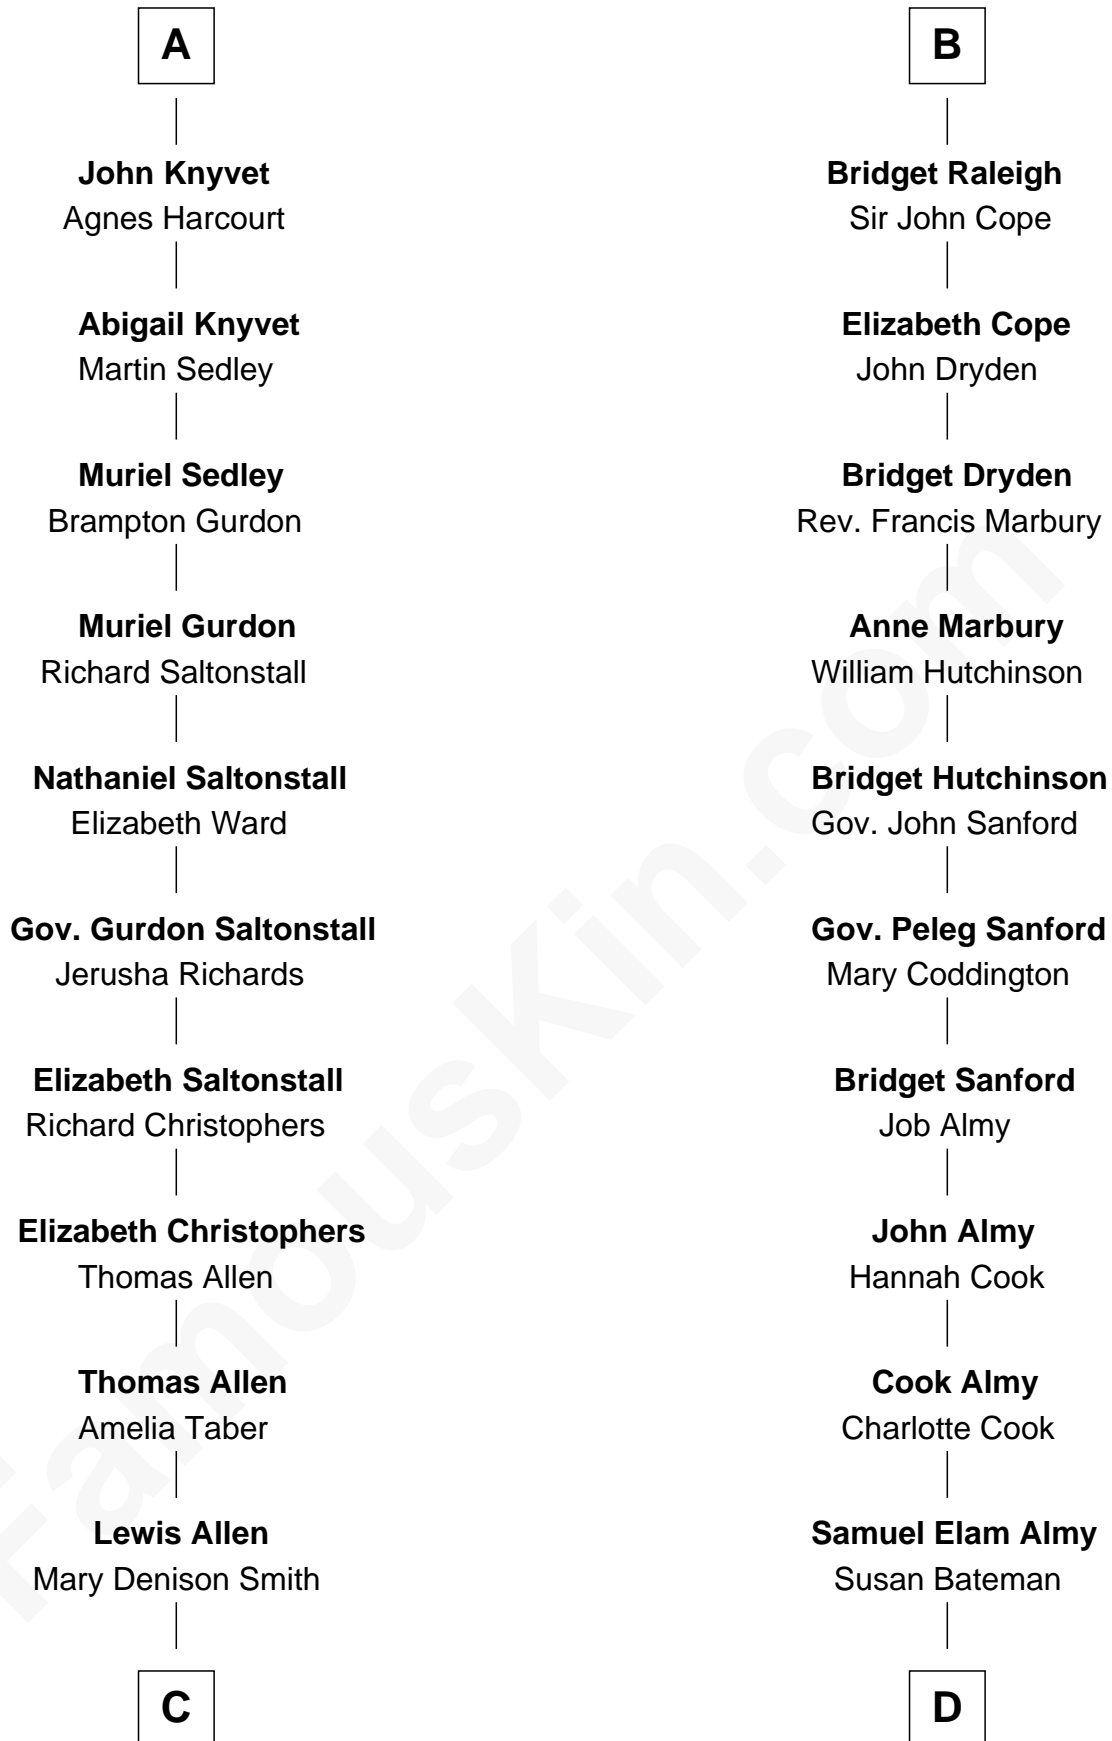 A
John Knyvet
Agnes Harcourt
Abigail Knyvet
Martin Sedley
Muriel Sedley
Brampton Gurdon
Muriel Gurdon
Richard Saltonstall
Nathaniel Saltonstall
Elizabeth Ward
Gov. Gurdon Saltonstall
Jerusha Richards
Elizabeth Saltonstall
Richard Christophers
Elizabeth Christophers
Thomas Allen
Thomas Allen
Amelia Taber
Lewis Allen
Mary Denison Smith
C
B
Bridget Raleigh
Sir John Cope
Elizabeth Cope
John Dryden
Bridget Dryden
Rev. Francis Marbury
Anne Marbury
William Hutchinson
Bridget Hutchinson
Gov. John Sanford
Gov. Peleg Sanford
Mary Coddington
Bridget Sanford
Job Almy
John Almy
Hannah Cook
Cook Almy
Charlotte Cook
Samuel Elam Almy
Susan Bateman
D
FamousKin.com